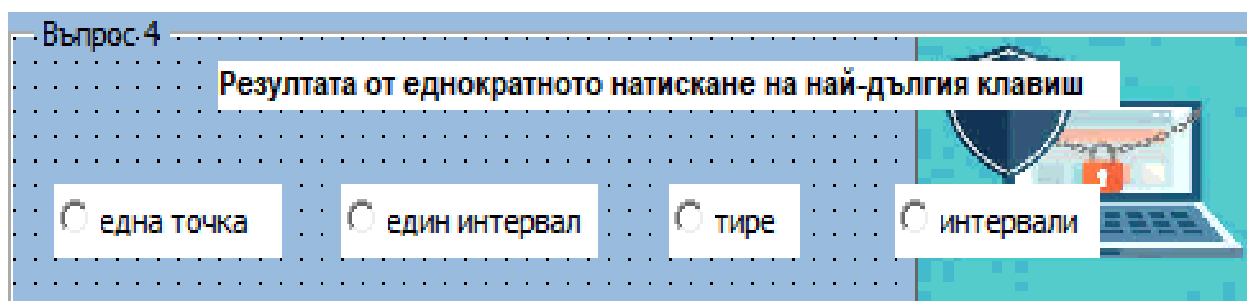 Въпрос 4
Резултата от еднократното натискане на най-дългия клавиш
една точка един интервал тире интервали